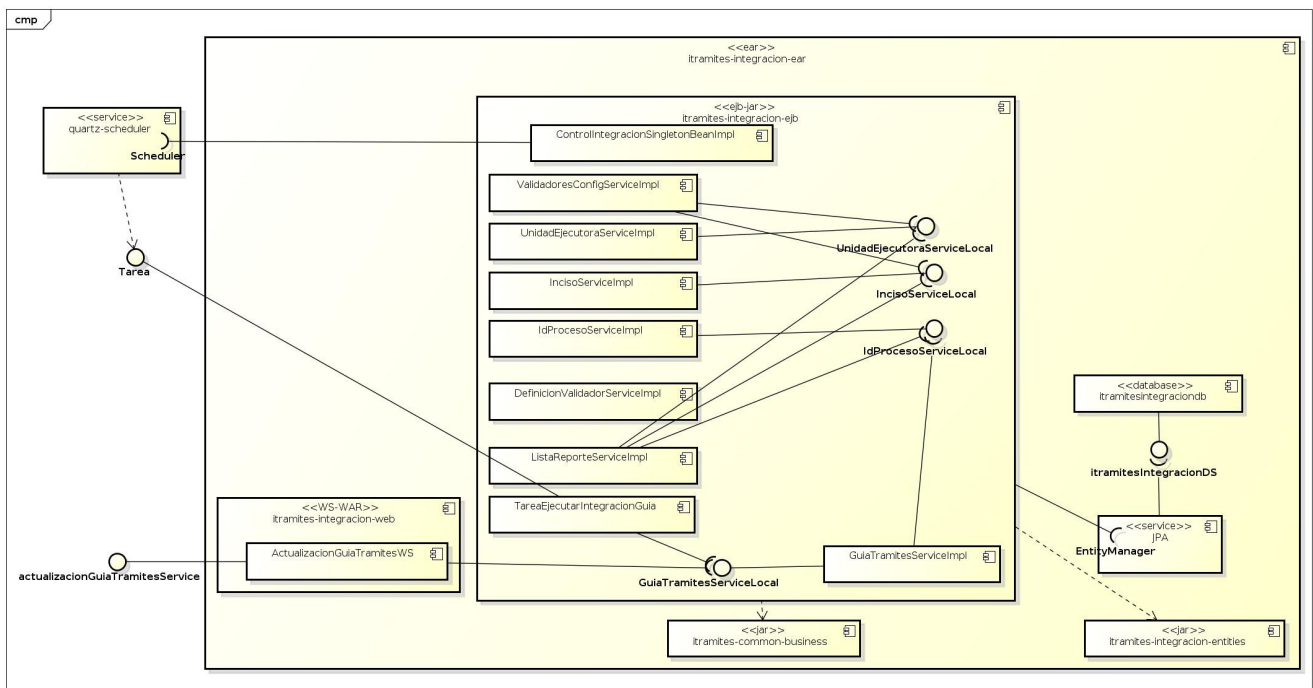 cmp
<<ear>>
itramites-integracion-ear
<<service>>
quartz-scheduler
Scheduler
<<ejb-jar>>
itramites-integracion-ejb
ControlIntegracionSingletonBeanImpl
ValidadoresConfigServiceImpl
UnidadEjecutoraServiceImpl
UnidadEjecutoraServiceLocal
Tarea
IncisoServiceImpl
IncisoServiceLocal
IdProcesoServiceImpl
IdProcesoServiceLocal
DefinicionValidadorServiceImpl
<<database>>
itramitesintegraciondb
ListaReporteServiceImpl
itramitesIntegracionDS
TareaEjecutarIntegracionGuia
<<WS-WAR>>
itramites-integracion-web
ActualizacionGuiaTramitesWS
actualizacionGuiaTramitesService
GuiaTramitesServiceLocal
GuiaTramitesServiceImpl
<<service>>
JPA
EntityManager
<<jar>>
itramites-common-business
<<jar>>
itramites-integracion-entities